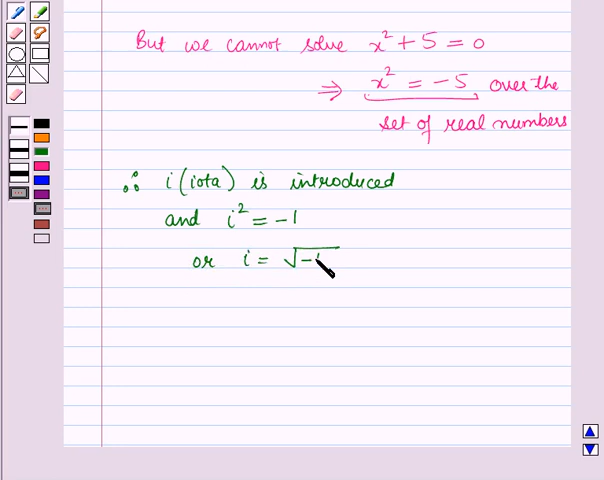 But we cannot solve x² + 5 = 0
⇒ x² = −5 over the
set of real numbers
∴ i (iota) is introduced
and i² = −1
or i = √−1